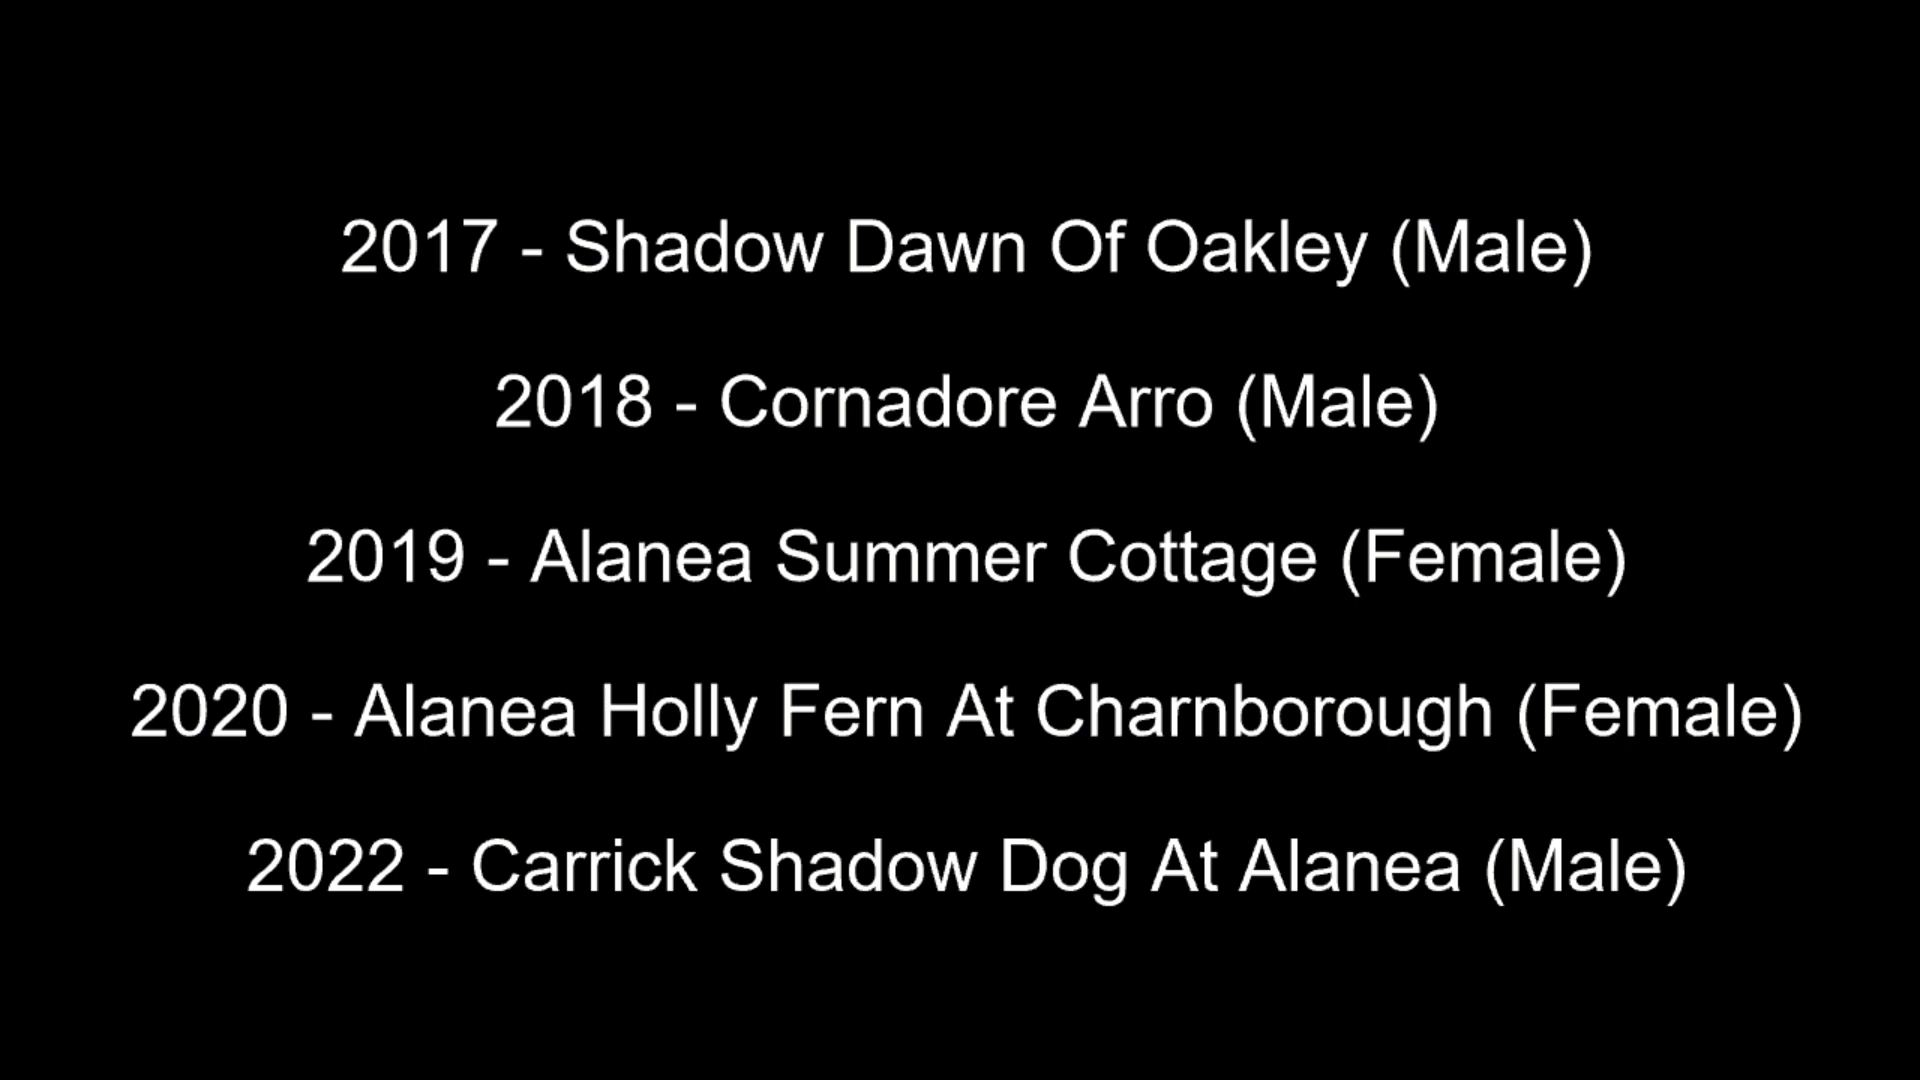 2017 - Shadow Dawn Of Oakley (Male)
2018 - Cornadore Arro (Male)
2019 - Alanea Summer Cottage (Female)
2020 - Alanea Holly Fern At Charnborough (Female)
2022 - Carrick Shadow Dog At Alanea (Male)